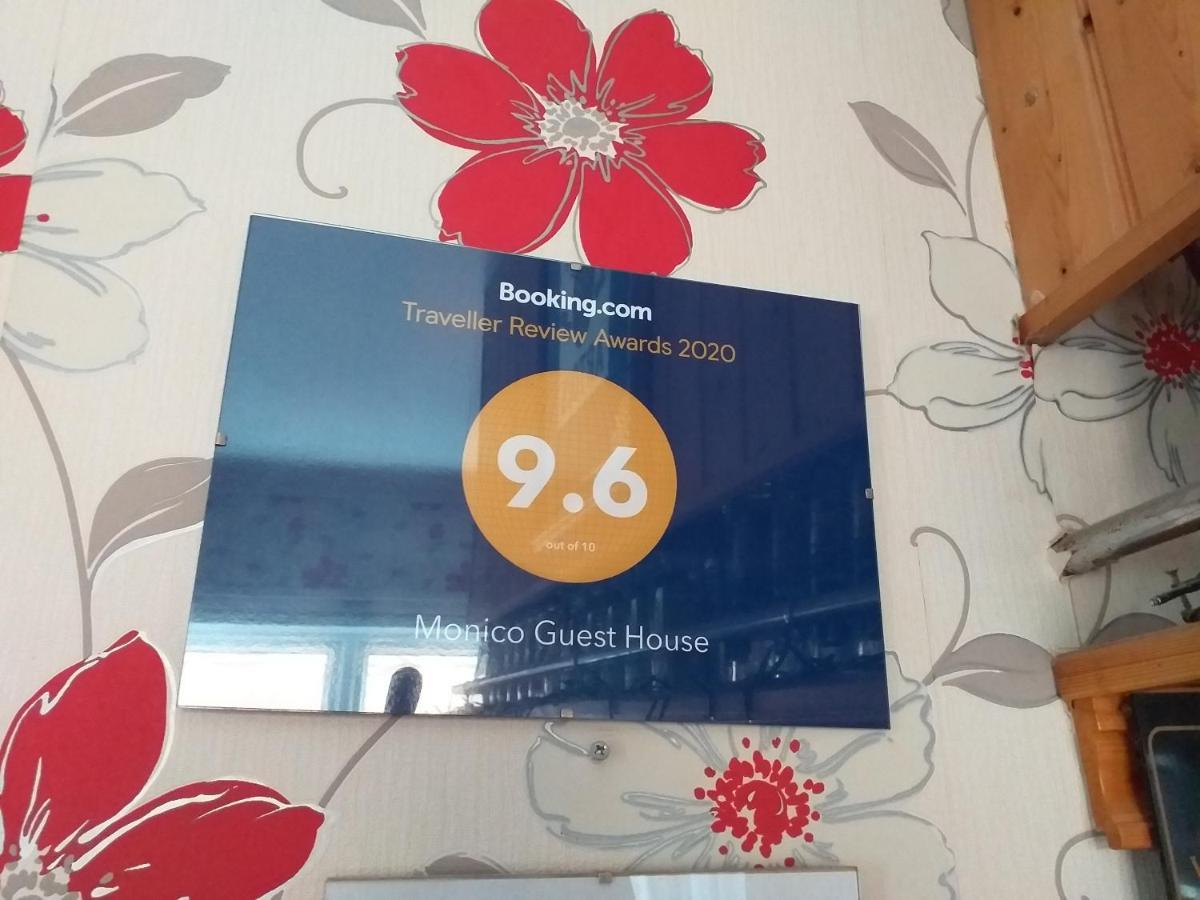 Booking.com
Traveller Review Awards 2020
9.6
out of 10
Monico Guest House